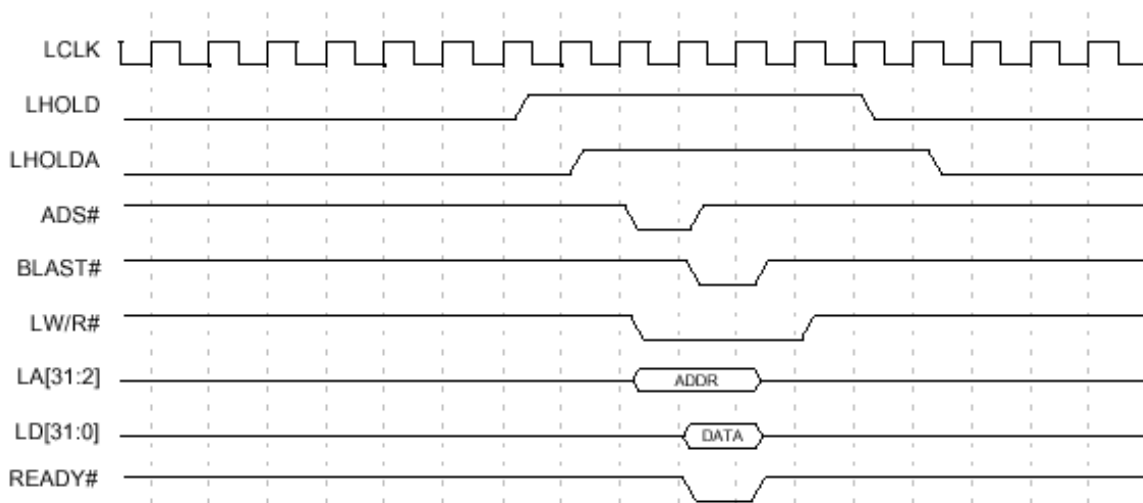 LCLK
LHOLD
LHOLDA
ADS#
BLAST#
LW/R#
LA[31:2] ADDR
LD[31:0] DATA
READY#